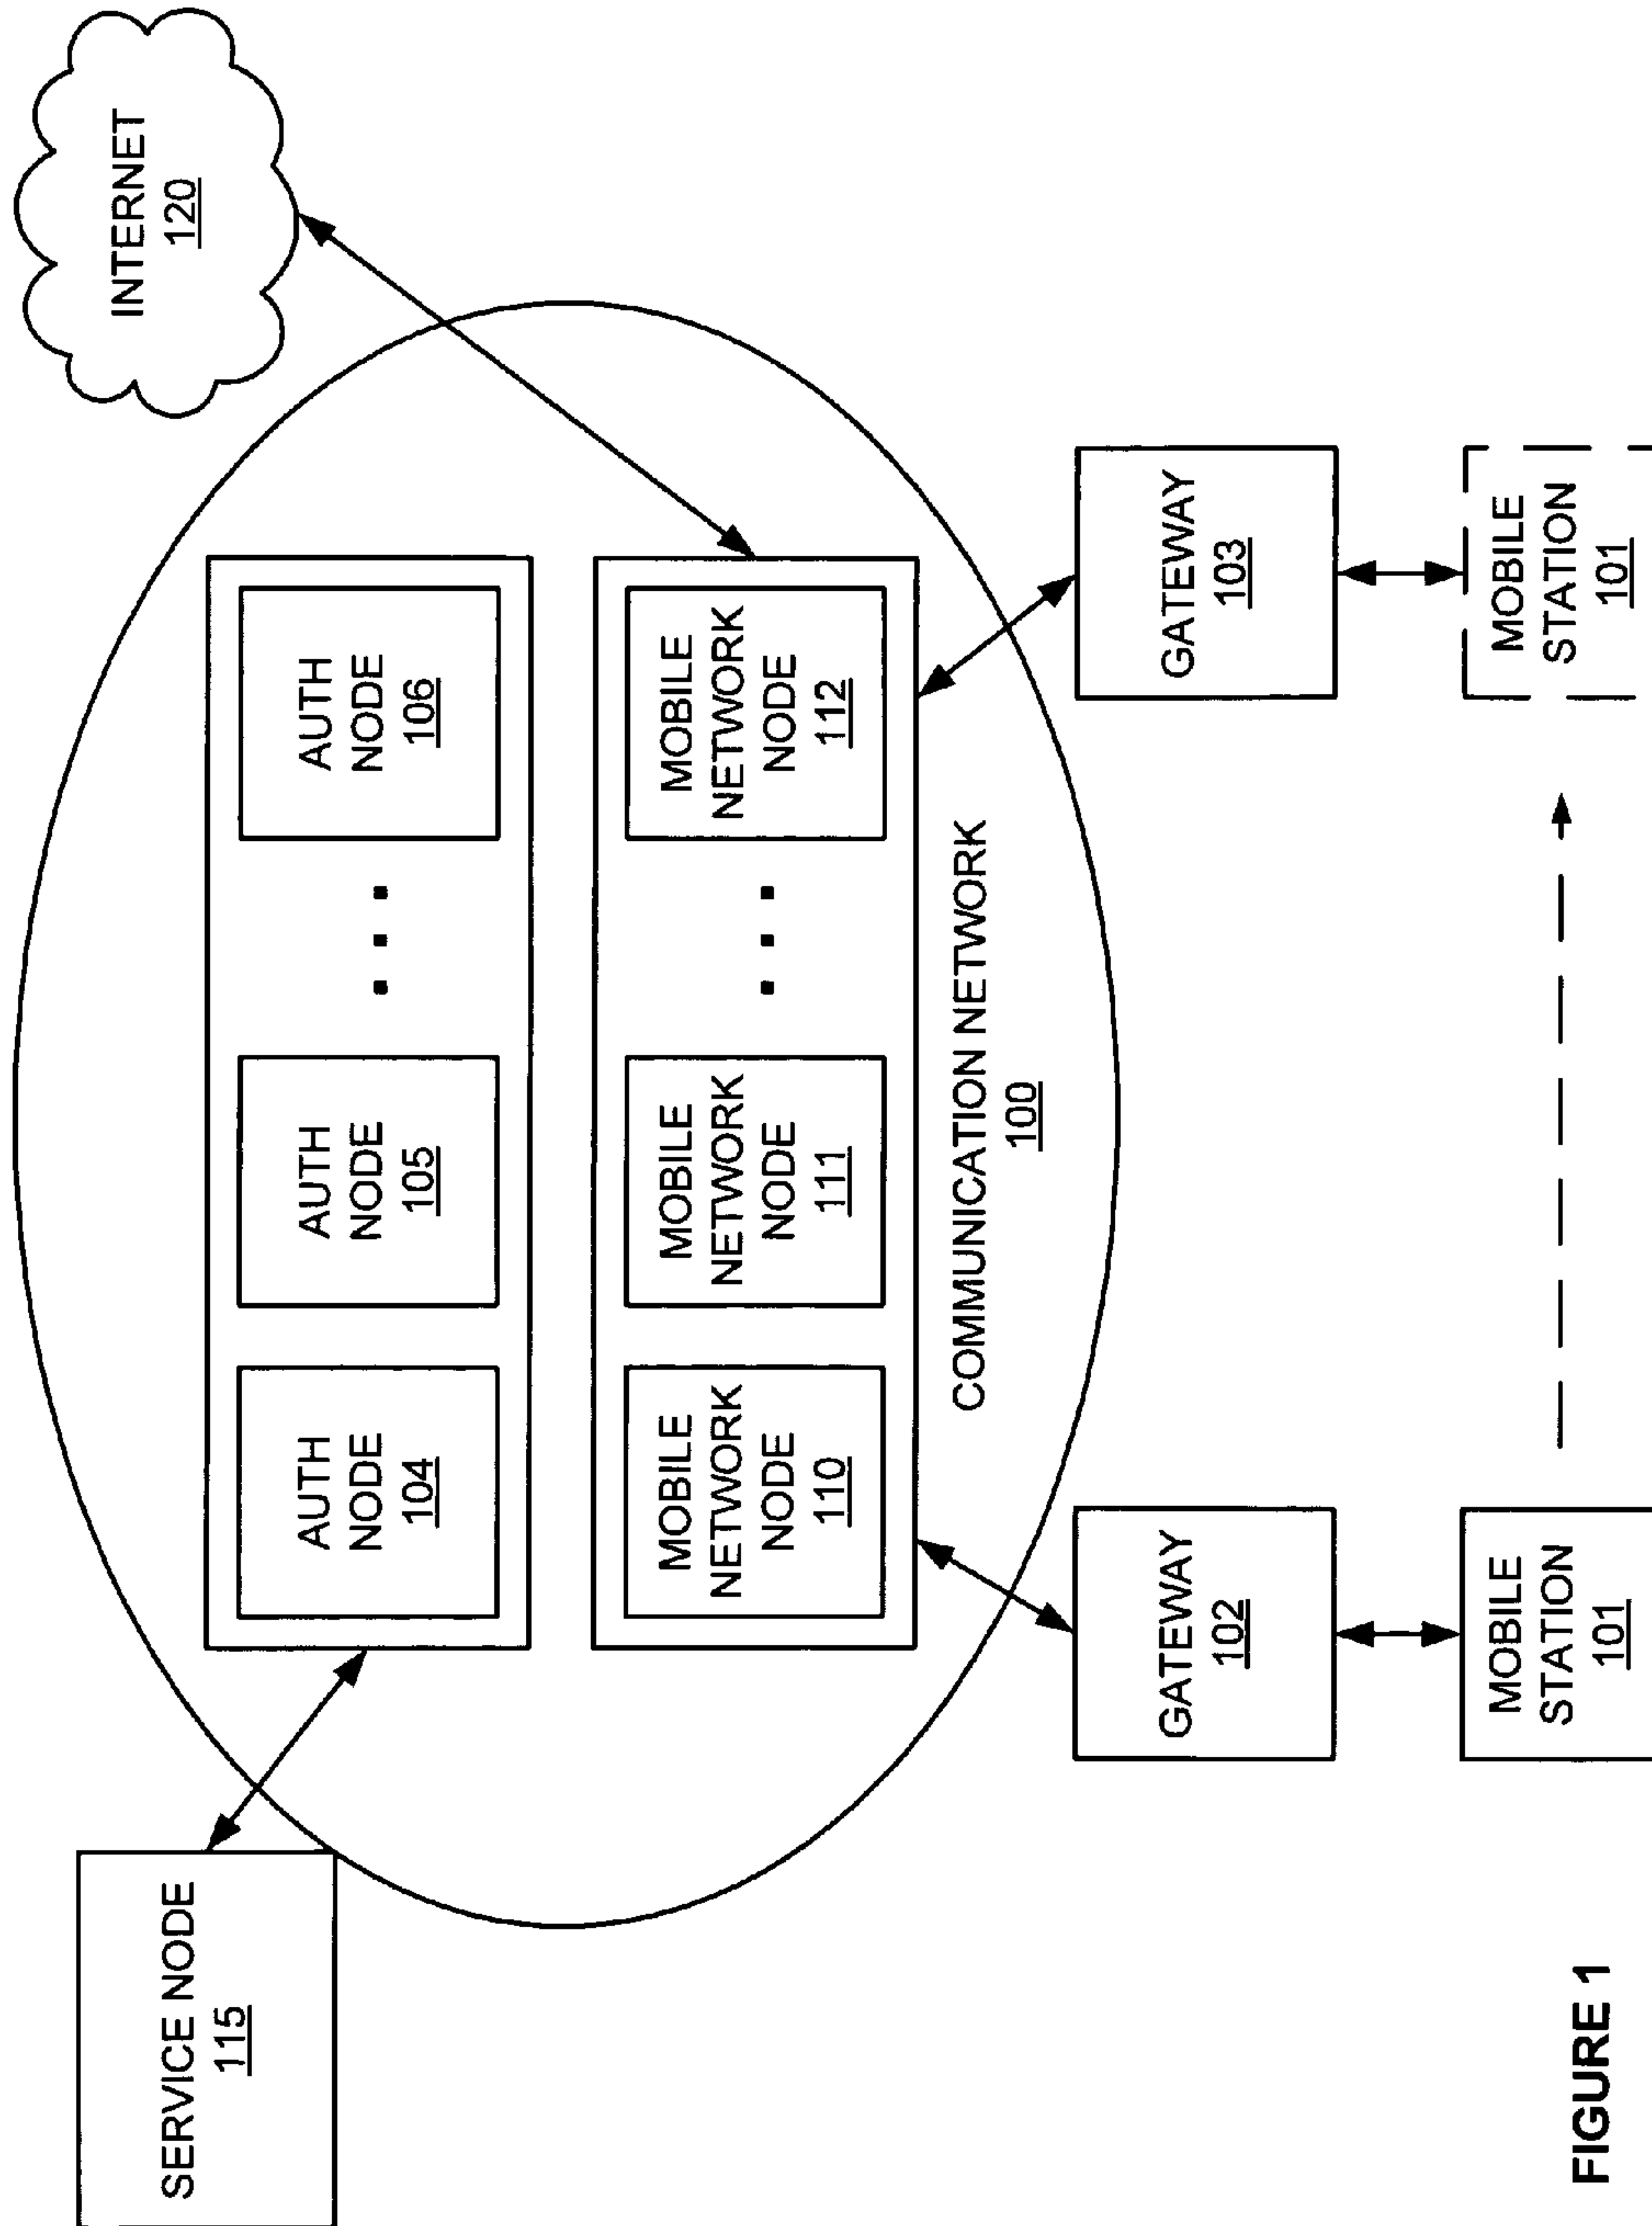 SERVICE NODE
115
INTERNET
120
AUTH
NODE
104
AUTH
NODE
105
. . .
AUTH
NODE
106
MOBILE
NETWORK
NODE
110
MOBILE
NETWORK
NODE
111
. . .
MOBILE
NETWORK
NODE
112
COMMUNICATION NETWORK
100
GATEWAY
102
GATEWAY
103
MOBILE
STATION
101
MOBILE
STATION
101
FIGURE 1